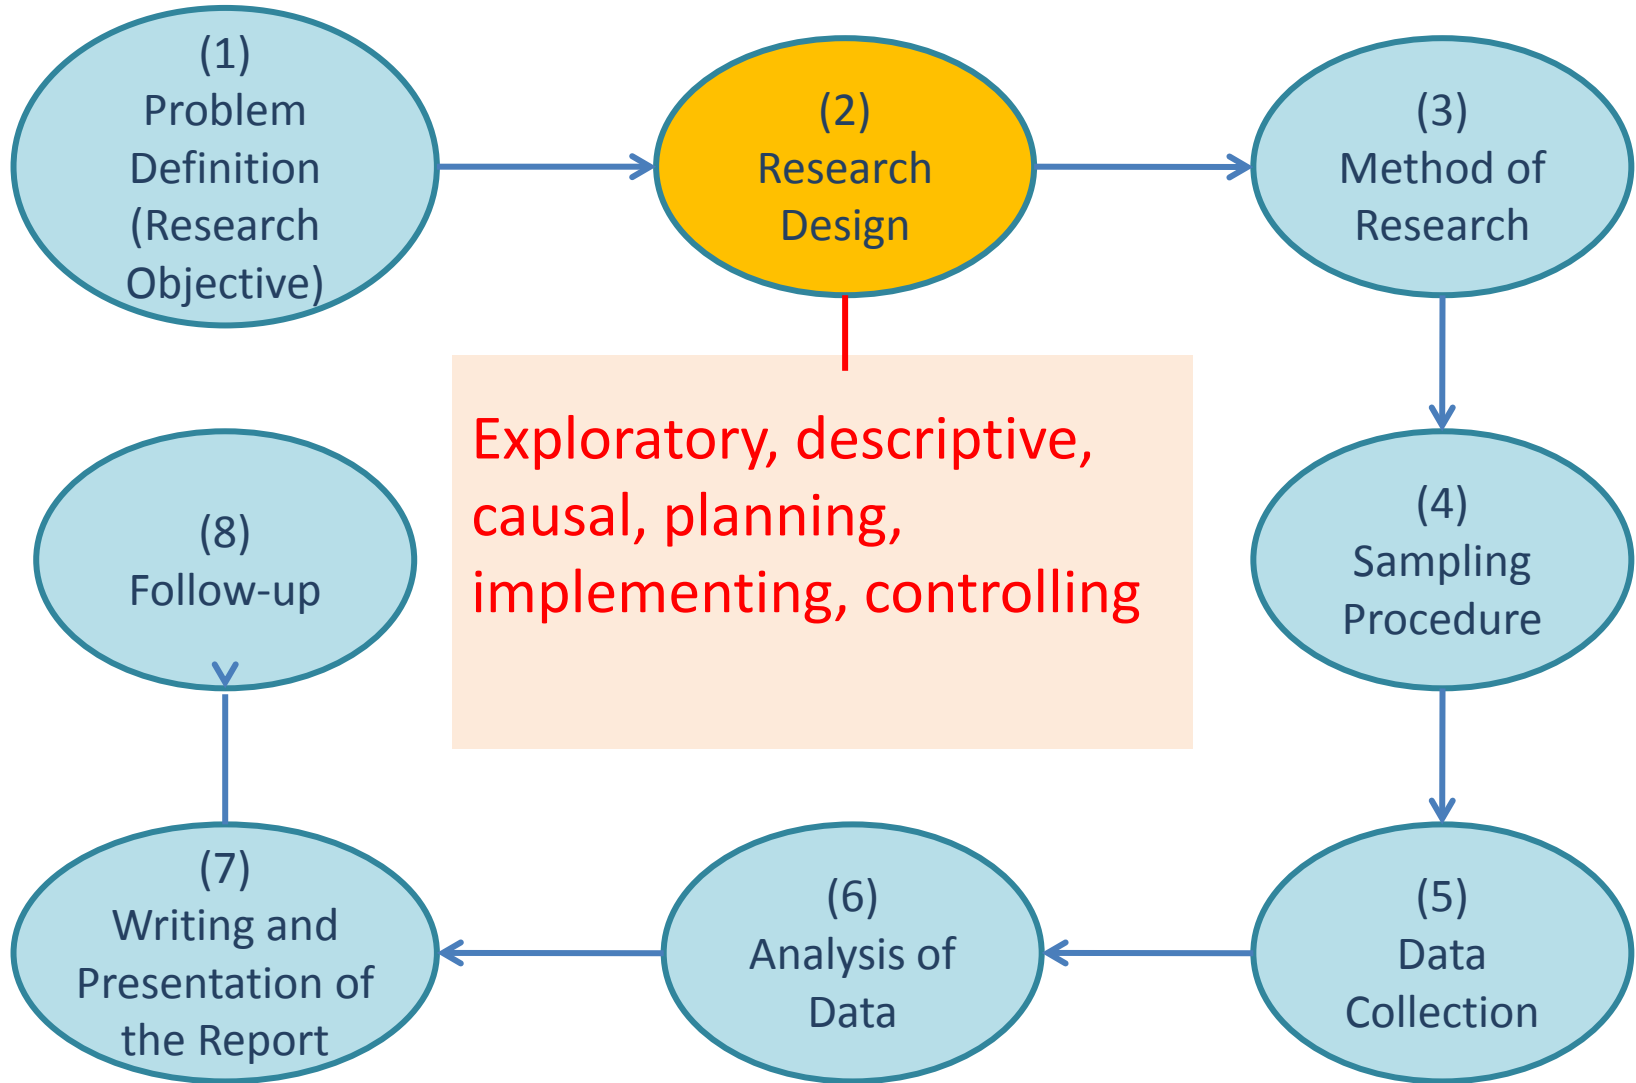 (1)
Problem
Definition
(Research
Objective)
(2)
Research
Design
(3)
Method of
Research
Exploratory, descriptive,
causal, planning,
implementing, controlling
(4)
Sampling
Procedure
(5)
Data
Collection
(6)
Analysis of
Data
(7)
Writing and
Presentation of
the Report
(8)
Follow-up